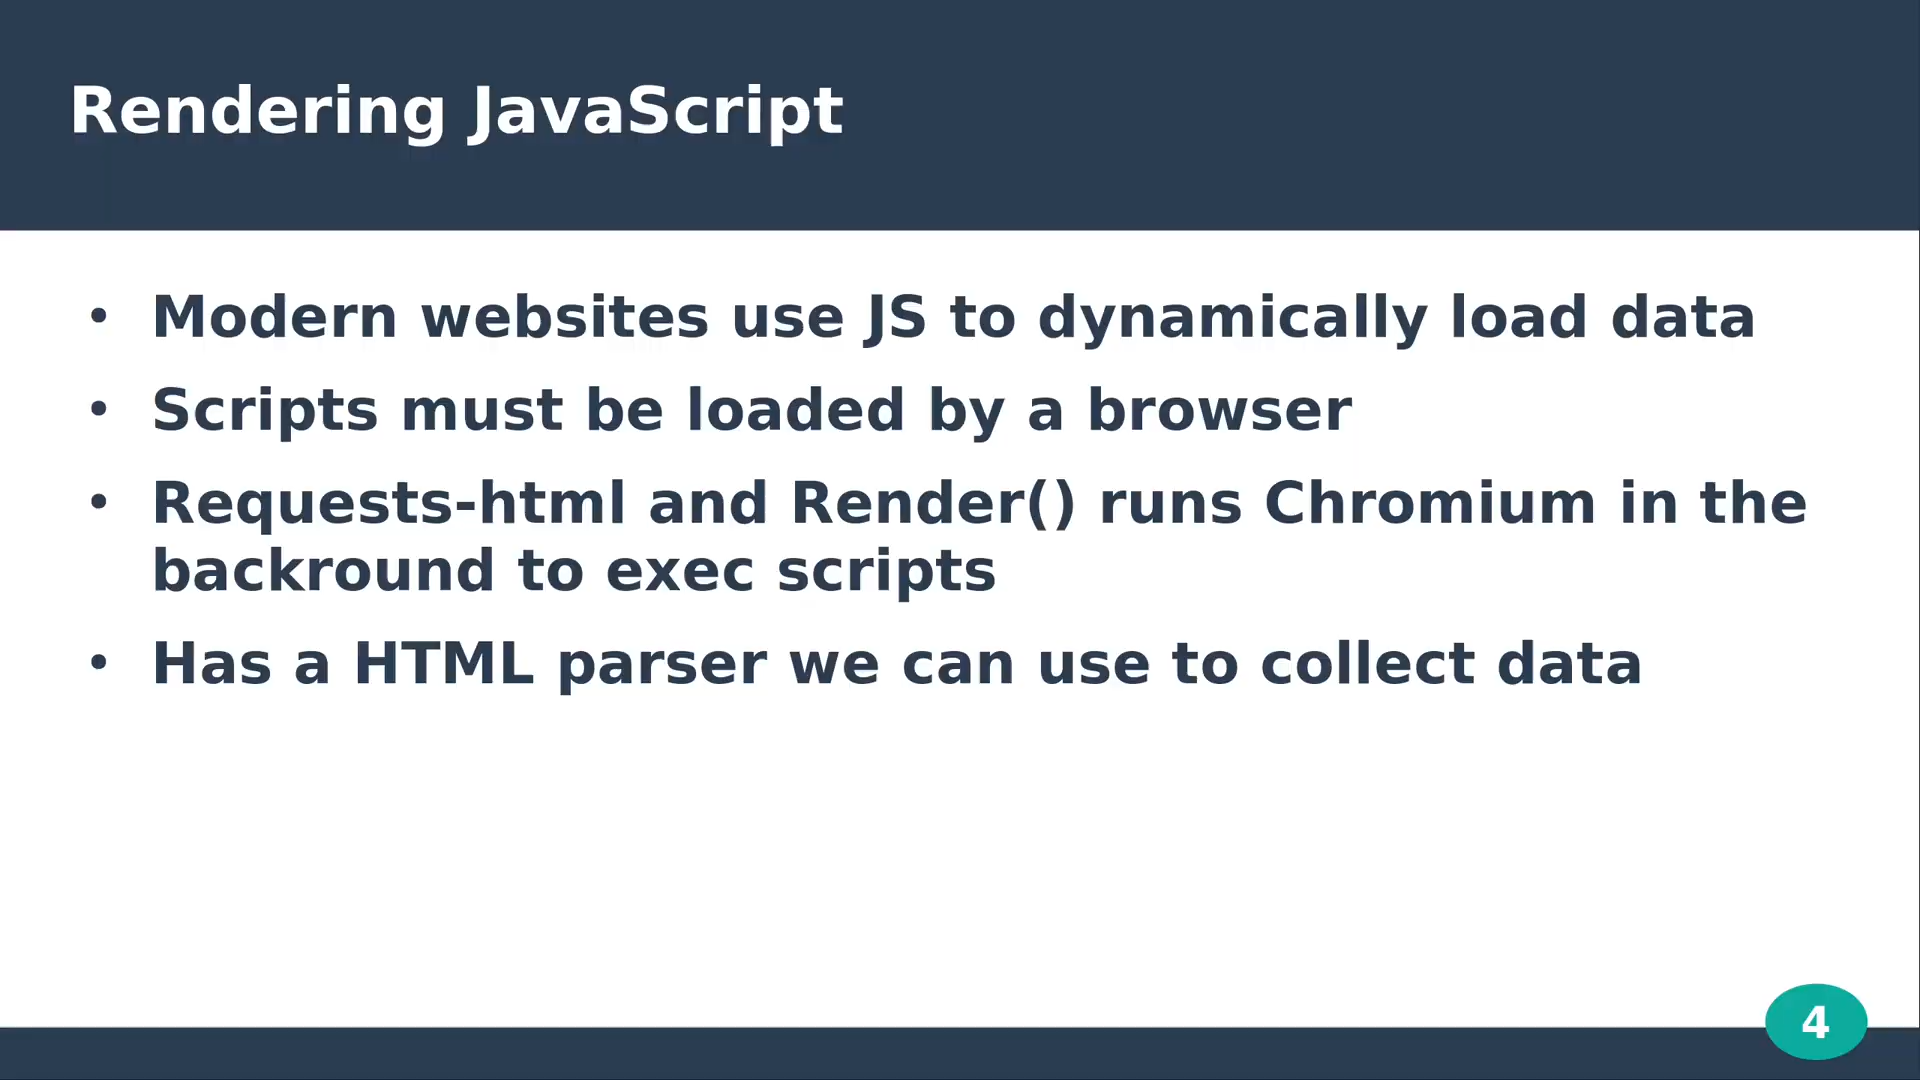 Rendering JavaScript
• Modern websites use JS to dynamically load data
• Scripts must be loaded by a browser
• Requests-html and Render() runs Chromium in the
backround to exec scripts
• Has a HTML parser we can use to collect data
4